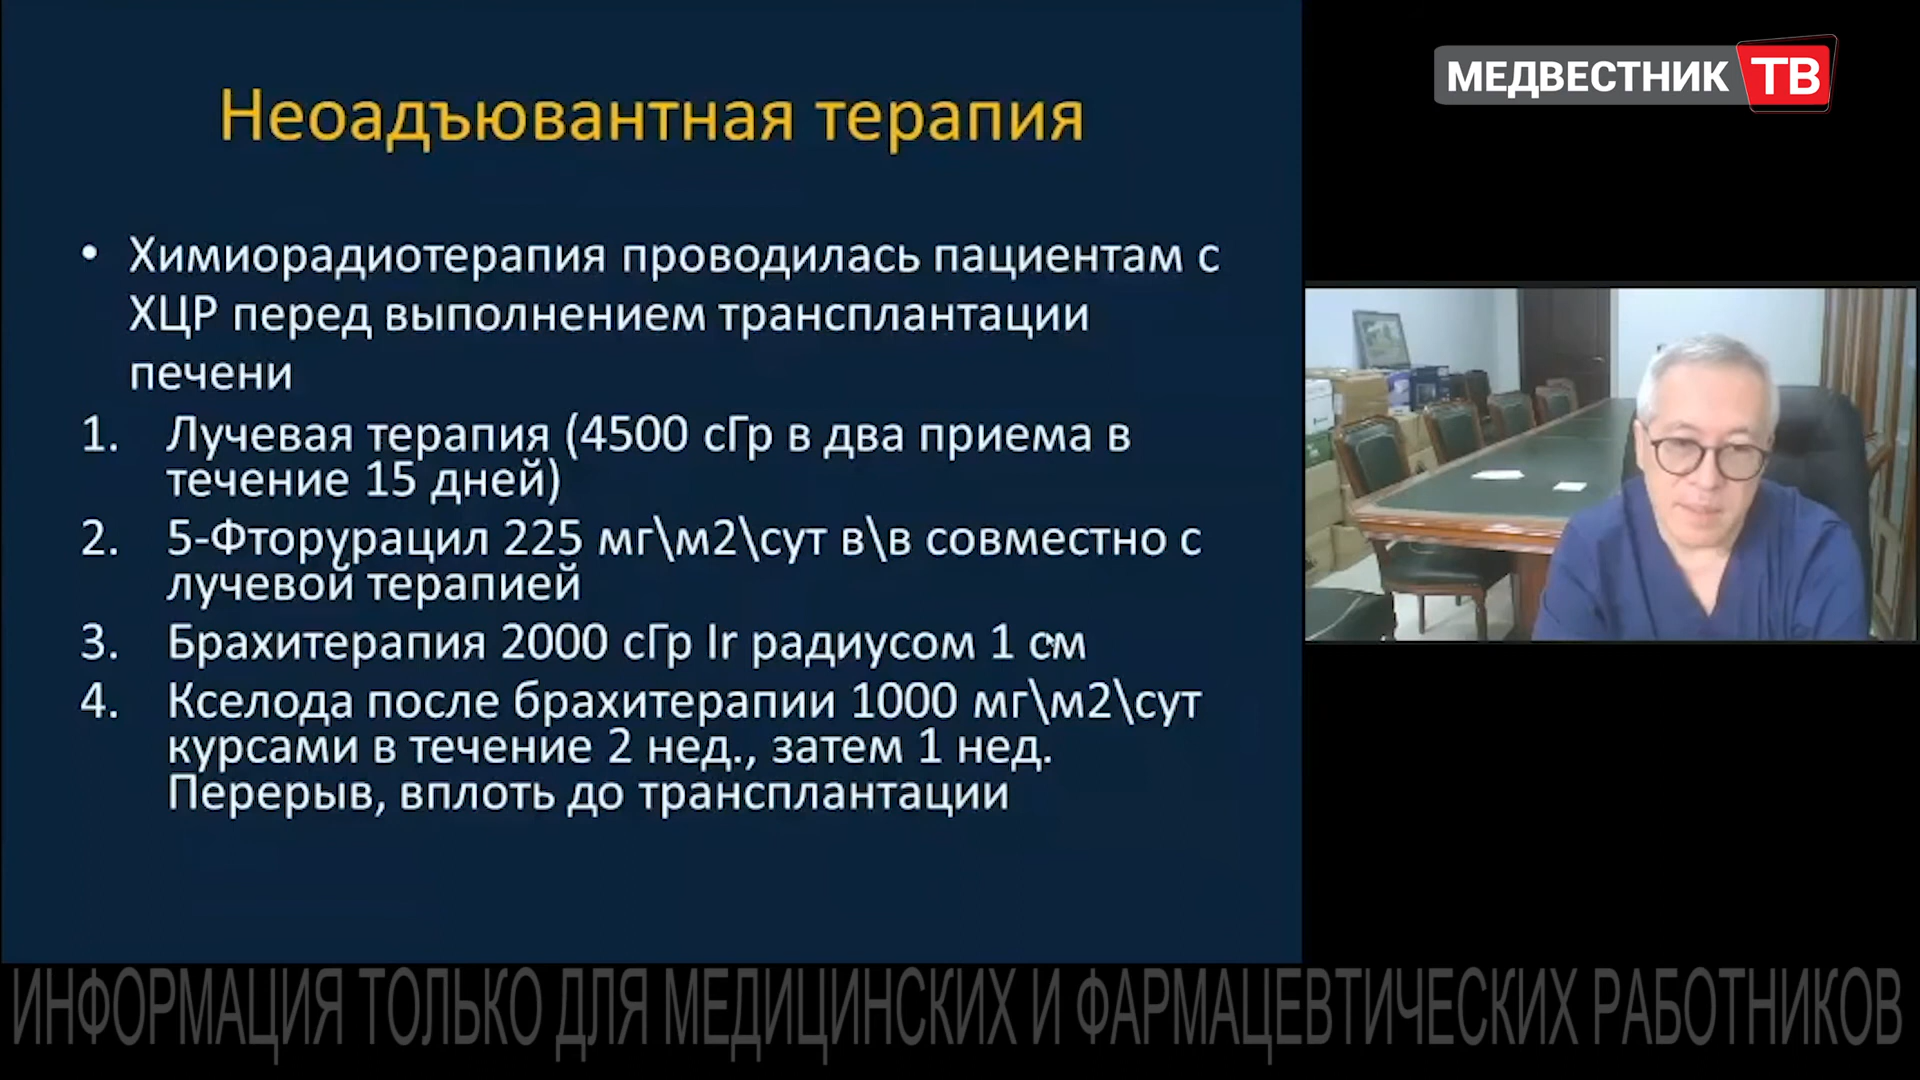 Неоадъювантная терапия
• Химиорадиотерапия проводилась пациентам с
ХЦР перед выполнением трансплантации
печени
1. Лучевая терапия (4500 сГр в два приема в
течение 15 дней)
2. 5-Фторурацил 225 мг\м2\сут в\в совместно с
лучевой терапией
3. Брахитерапия 2000 сГр Ir радиусом 1 см
4. Кселода после брахитерапии 1000 мг\м2\сут
курсами в течение 2 нед., затем 1 нед.
Перерыв, вплоть до трансплантации
МЕДВЕСТНИК ТВ
ИНФОРМАЦИЯ ТОЛЬКО ДЛЯ МЕДИЦИНСКИХ И ФАРМАЦЕВТИЧЕСКИХ РАБОТНИКОВ